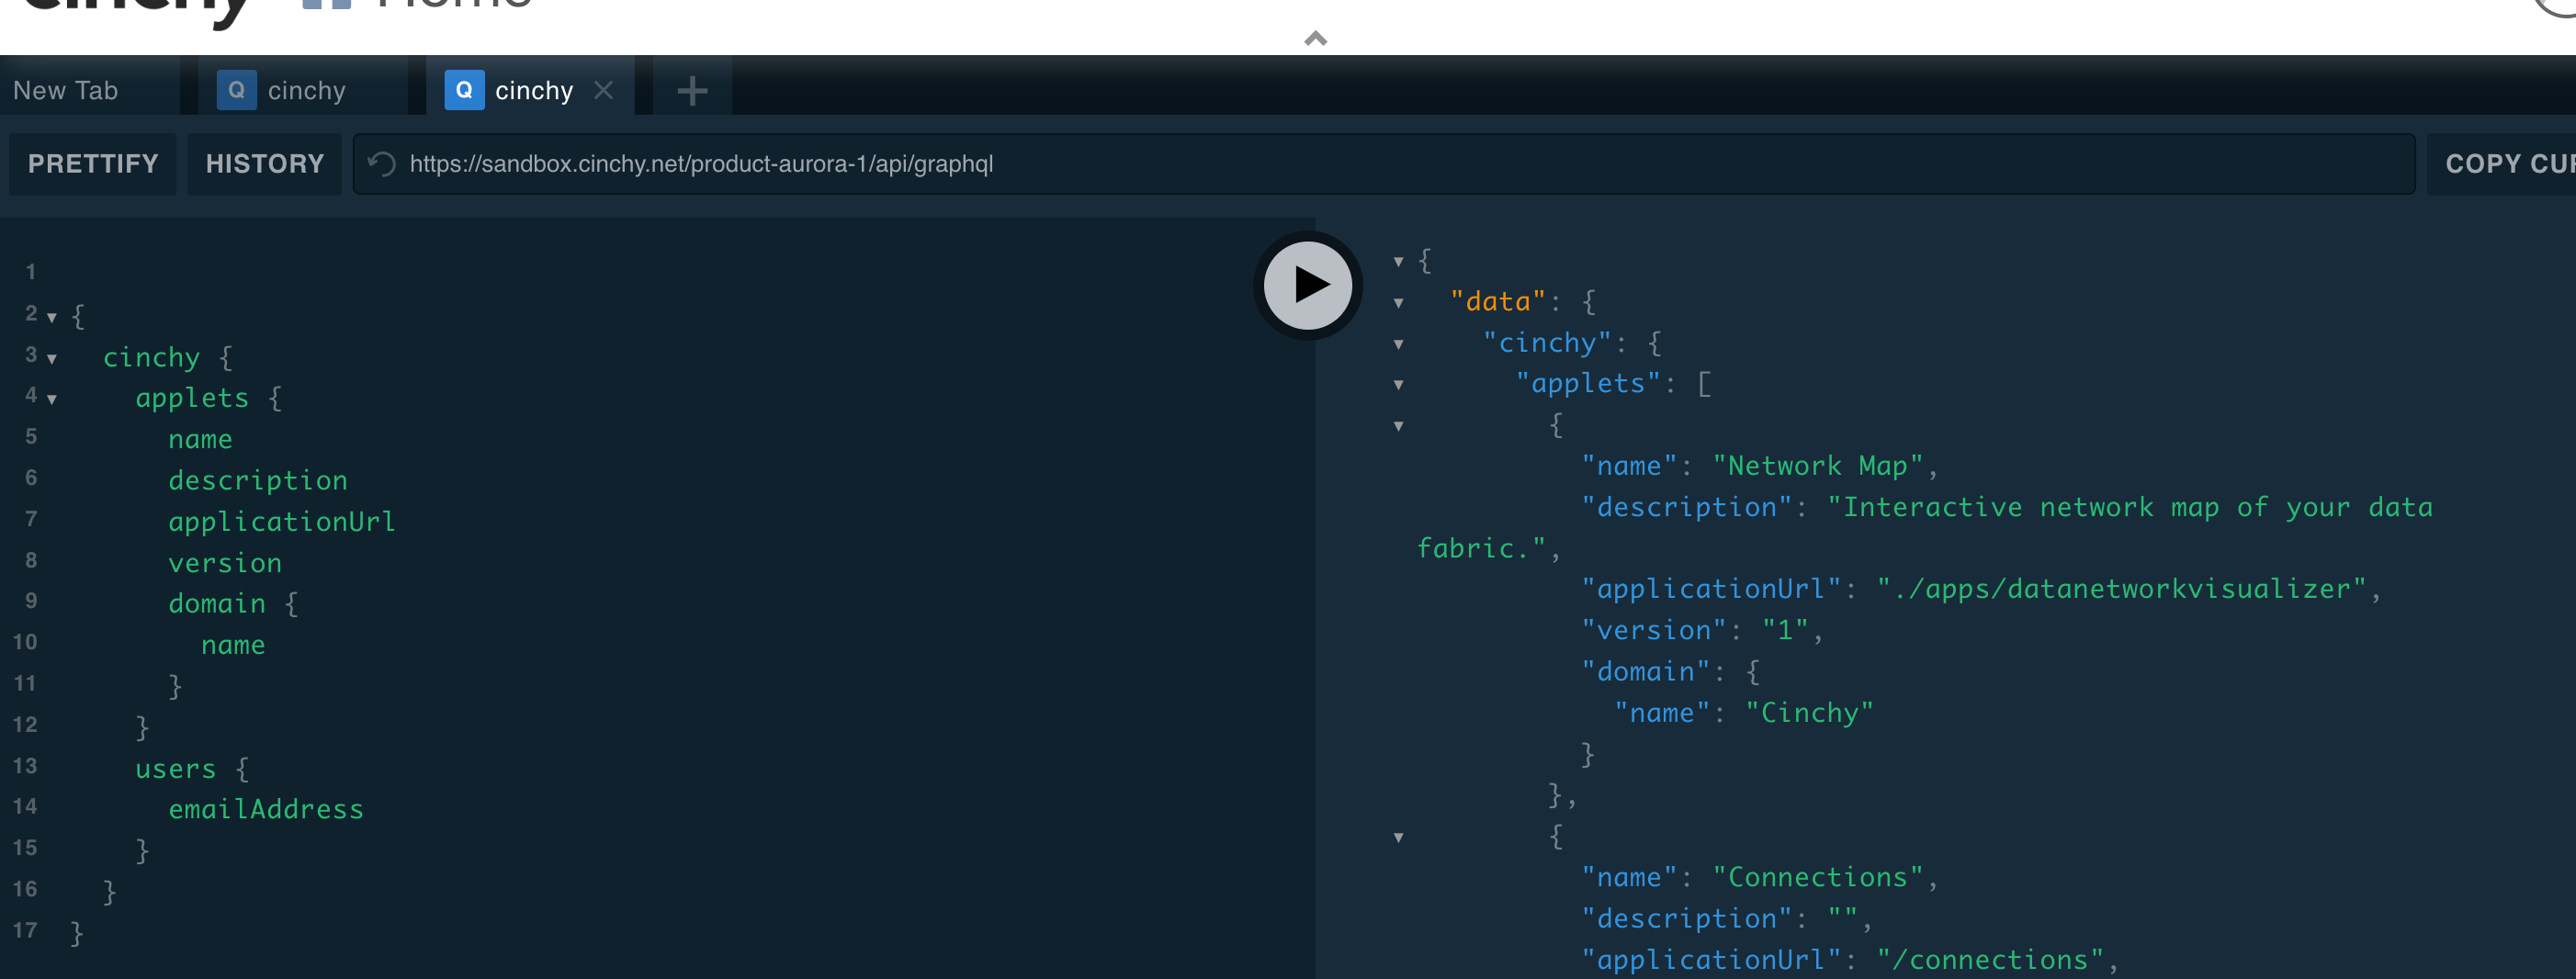 cinchy Home
New Tab
Q cinchy
Q cinchy
PRETTIFY
HISTORY
https://sandbox.cinchy.net/product-aurora-1/api/graphql
COPY CUR
1
2 {
3 cinchy {
4 applets {
5 name
6 description
7 applicationUrl
8 version
9 domain {
10 name
11 }
12 }
13 users {
14 emailAddress
15 }
16 }
17 }
{
"data": {
"cinchy": {
"applets": [
{
"name": "Network Map",
"description": "Interactive network map of your data
fabric.",
"applicationUrl": "./apps/datanetworkvisualizer",
"version": "1",
"domain": {
"name": "Cinchy"
}
},
{
"name": "Connections",
"description": "",
"applicationUrl": "/connections",